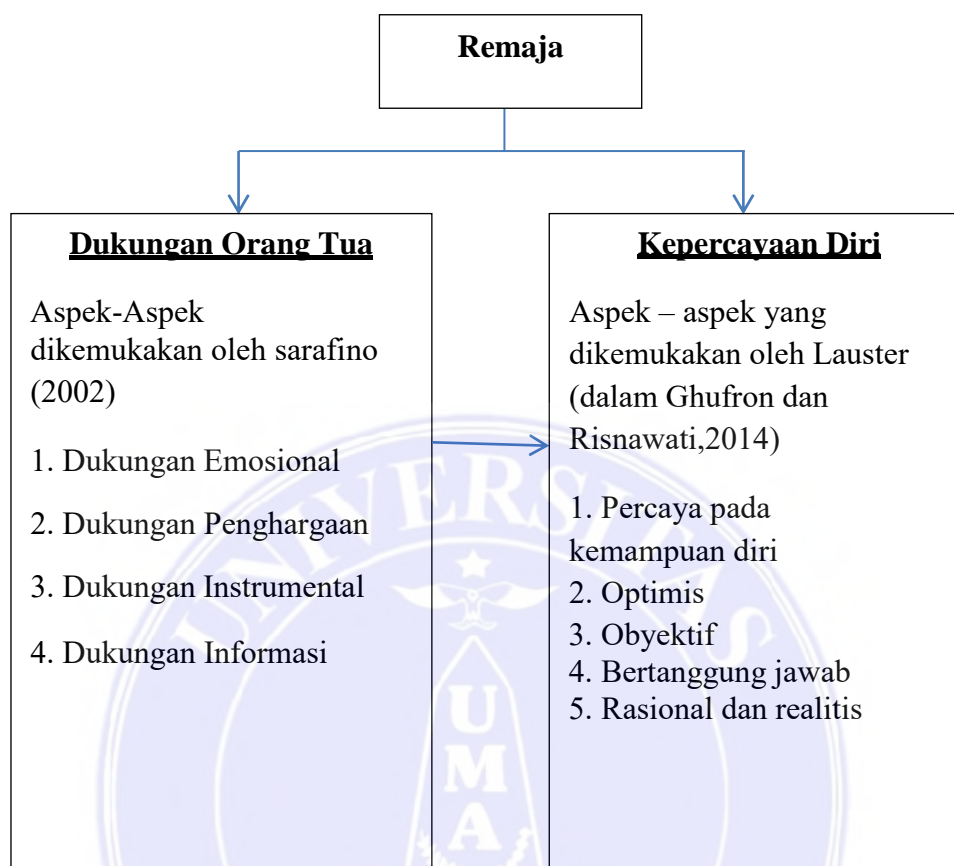 Remaja
Dukungan Orang Tua
Aspek-Aspek
dikemukakan oleh sarafino
(2002)
1. Dukungan Emosional
2. Dukungan Penghargaan
3. Dukungan Instrumental
4. Dukungan Informasi
Kepercayaan Diri
Aspek – aspek yang
dikemukakan oleh Lauster
(dalam Ghufron dan
Risnawati,2014)
1. Percaya pada
kemampuan diri
2. Optimis
3. Obyektif
4. Bertanggung jawab
5. Rasional dan realitis
UNIVERSITAS
UMA